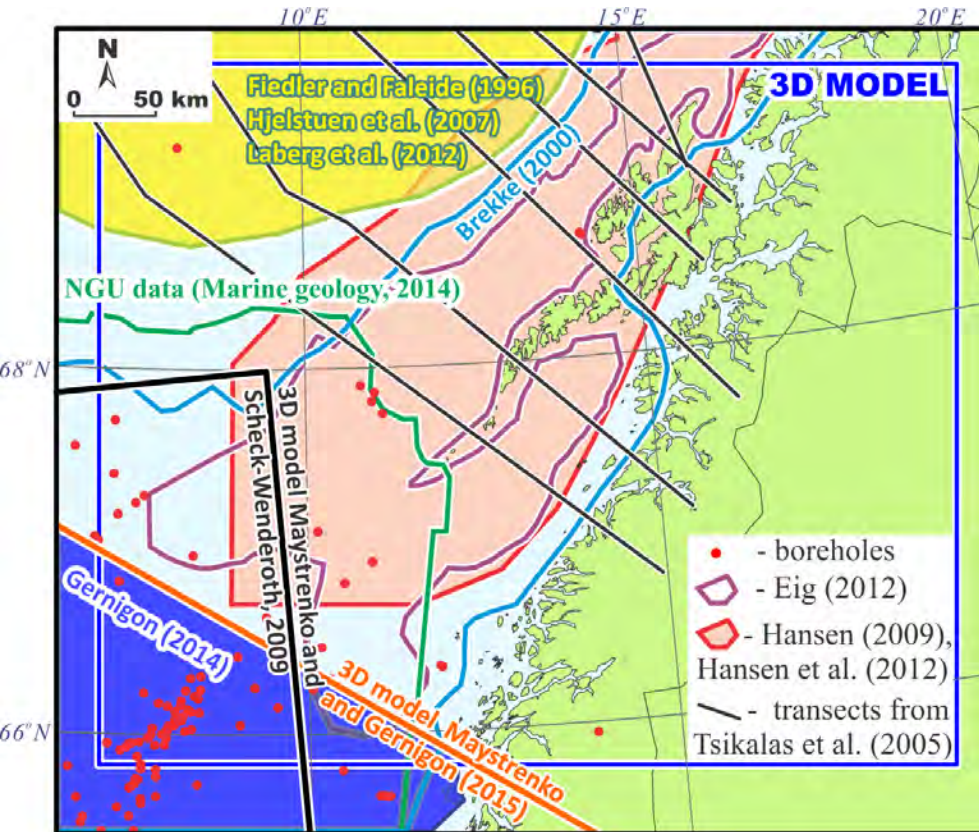 10°E
15°E
20°E
N
0 50 km
3D MODEL
Fiedler and Faleide (1996)
Hjelstuen et al. (2007)
Laberg et al. (2012)
Brekke (2000)
NGU data (Marine geology, 2014)
68°N
3D model Maystrenko and
Scheck-Wenderoth, 2009
Gernigon (2014)
3D model Maystrenko
and Gernigon (2015)
66°N
- boreholes
- Eig (2012)
- Hansen (2009),
Hansen et al. (2012)
- transects from
Tsikalas et al. (2005)